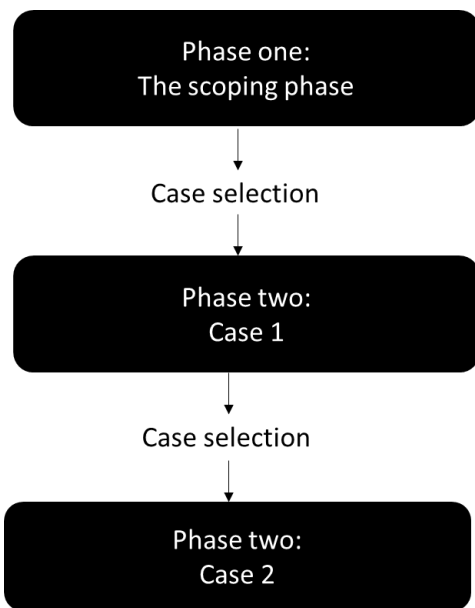 Phase one:
The scoping phase
Case selection
Phase two:
Case 1
Case selection
Phase two:
Case 2